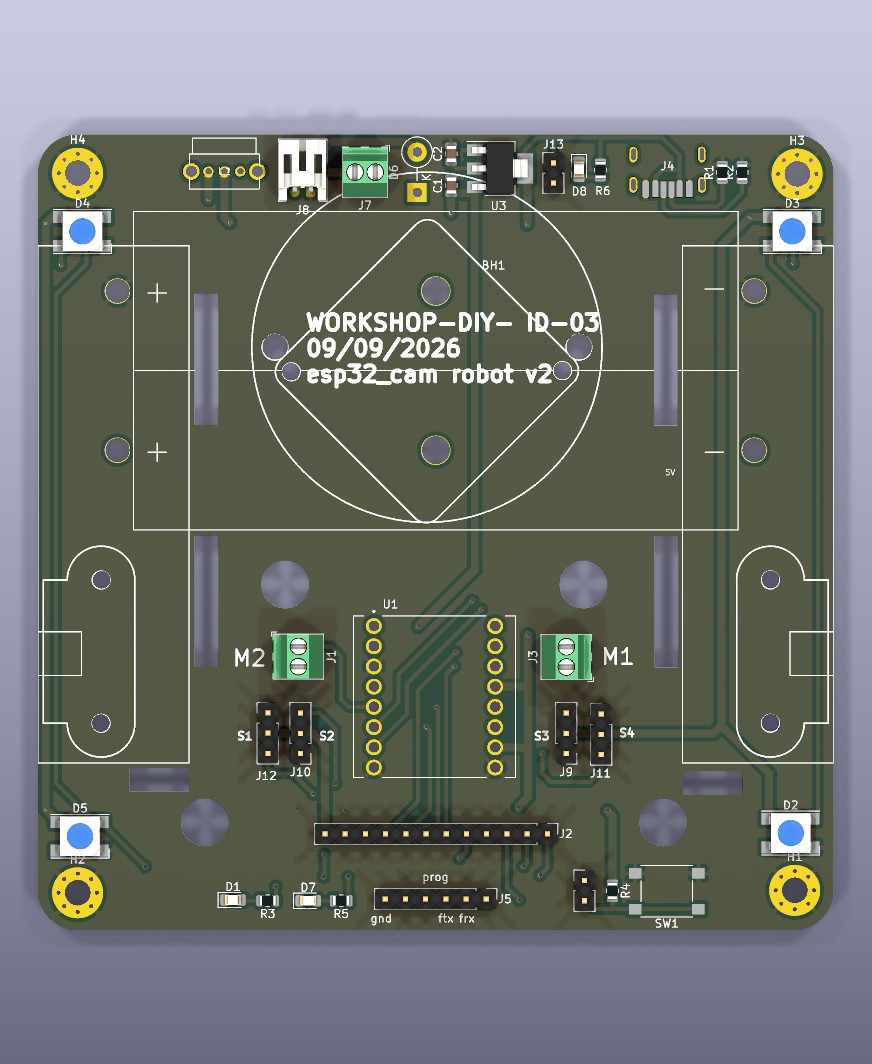 H4
H3
C2
J13
J4
R1
R2
D6
K
C1
J8
J7
U3
D8
R6
D4
D3
BH1
+
—
WORKSHOP-DIY- ID-03
09/09/2026
esp32_cam robot v2
+
—
5V
U1
M2
J1
J3
M1
S1
S2
S3
S4
J12
J10
J9
J11
D5
D2
J2
H2
H1
prog
D1
D7
R3
R5
J5
R4
gnd
ftx frx
SW1